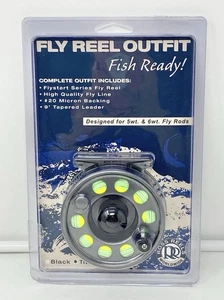 FLY REEL OUTFIT
Fish Ready!
COMPLETE OUTFIT INCLUDES:
• Flystart Series Fly Reel
• High Quality Fly Line
• #20 Micron Backing
• 9' Tapered Leader
Designed for 5wt. & 6wt. Fly Rods
Black